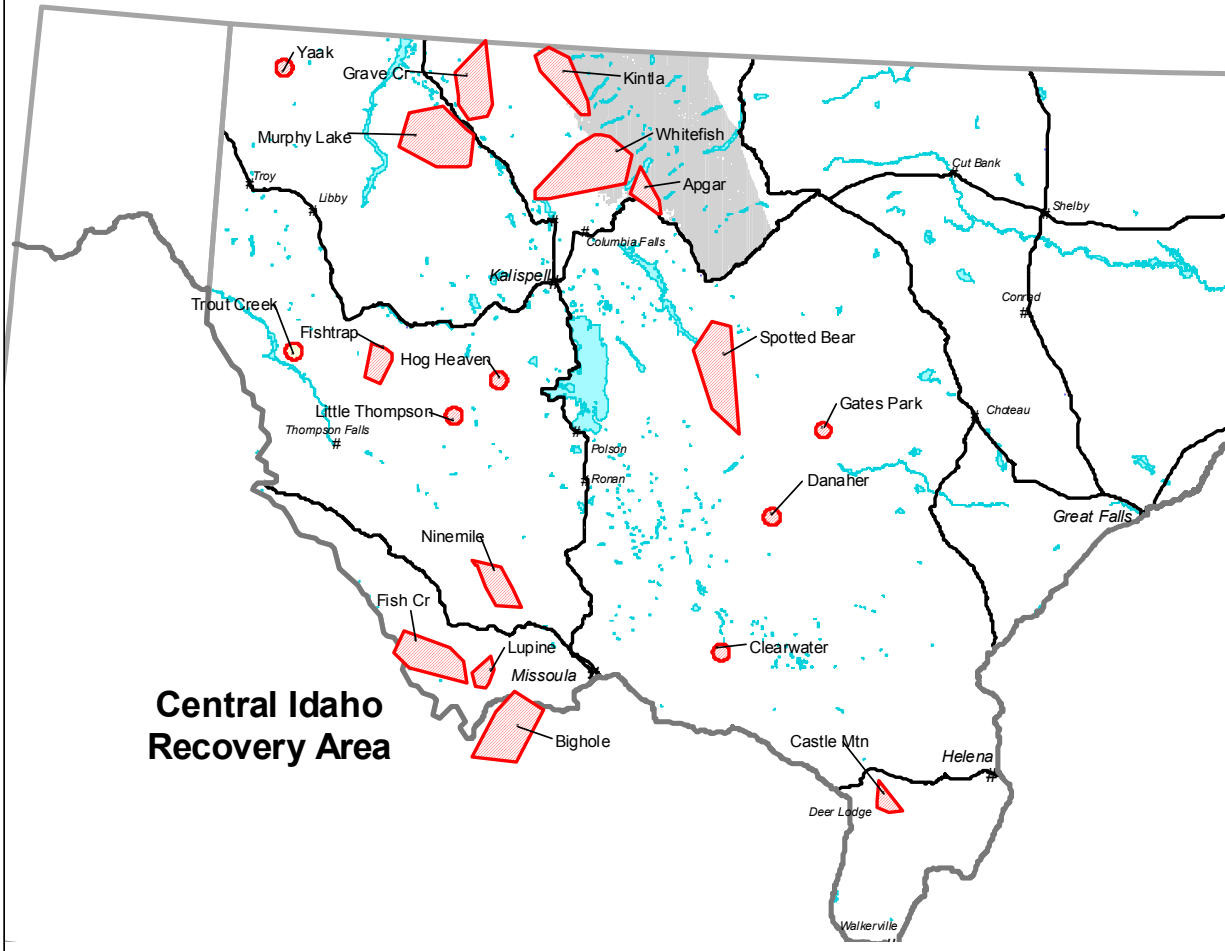 Yaak
Grave Cr
Kintla
Murphy Lake
Whitefish
Cut Bank
Troy
Apgar
Libby
Shelby
Columbia Falls
Kalispell
Trout Creek
Conrad
Fishtrap
Spotted Bear
Hog Heaven
Gates Park
Little Thompson
Choteau
Thompson Falls
Polson
Ronan
Danaher
Great Falls
Ninemile
Fish Cr
Lupine
Clearwater
Missoula
Central Idaho
Recovery Area
Bighole
Castle Mtn
Helena
Deer Lodge
Walkerville